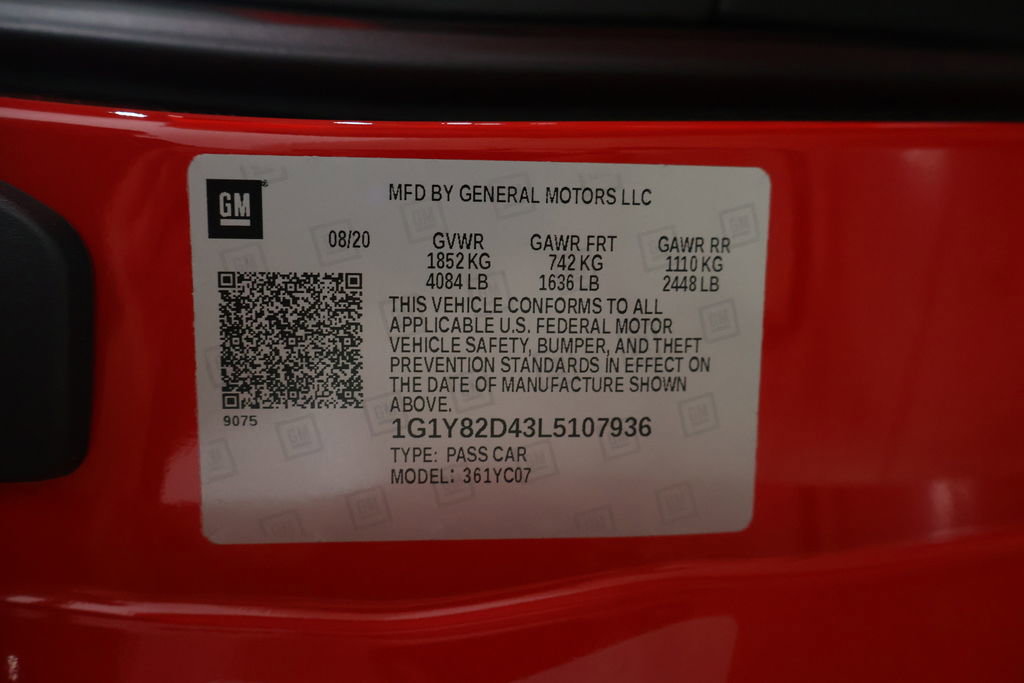 GM
MFD BY GENERAL MOTORS LLC
08/20 GVWR GAWR FRT GAWR RR
1852 KG 742 KG 1110 KG
4084 LB 1636 LB 2448 LB
THIS VEHICLE CONFORMS TO ALL
APPLICABLE U.S. FEDERAL MOTOR
VEHICLE SAFETY, BUMPER, AND THEFT
PREVENTION STANDARDS IN EFFECT ON
THE DATE OF MANUFACTURE SHOWN
ABOVE.
9075
1G1Y82D43L5107936
TYPE: PASS CAR
MODEL: 361YC07